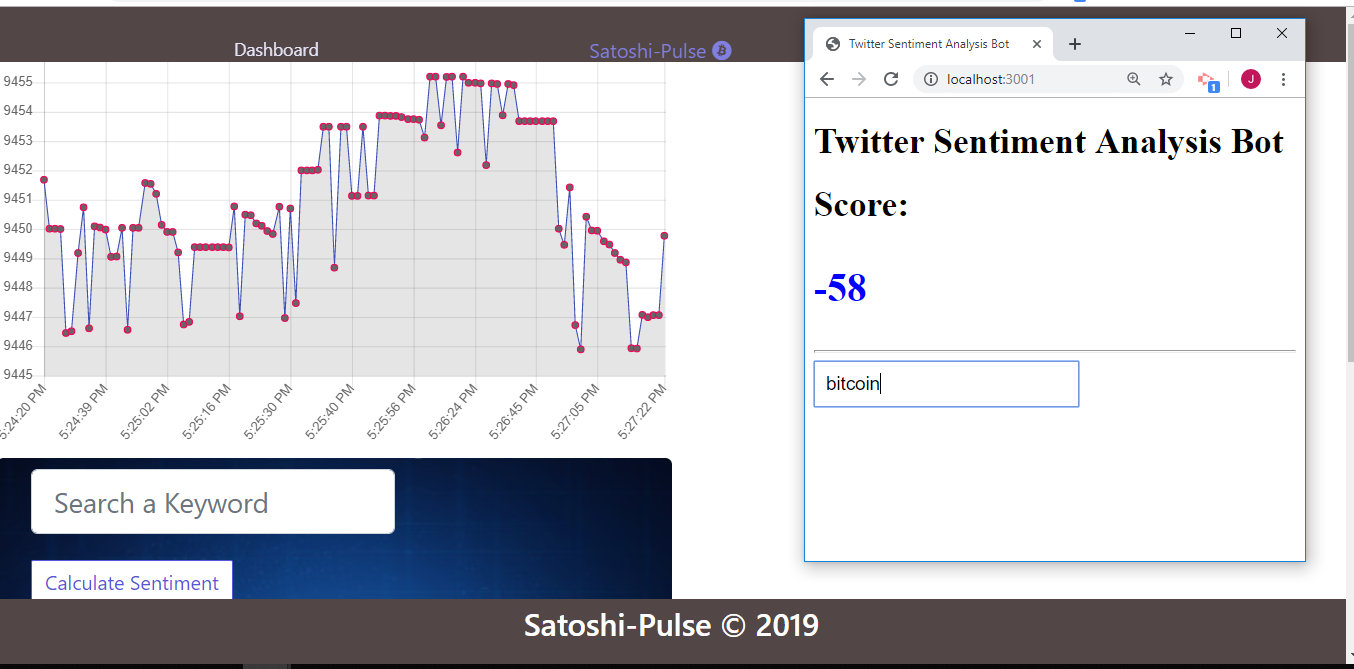 Dashboard
Satoshi-Pulse
9455
9454
9453
9452
9451
9450
9449
9448
9447
9446
9445
5:24:20 PM
5:24:39 PM
5:25:02 PM
5:25:16 PM
5:25:30 PM
5:25:40 PM
5:25:56 PM
5:26:24 PM
5:26:45 PM
5:27:05 PM
5:27:22 PM
Search a Keyword
Calculate Sentiment
Twitter Sentiment Analysis Bot
localhost:3001
1
J
Twitter Sentiment Analysis Bot
Score:
-58
bitcoin
Satoshi-Pulse © 2019